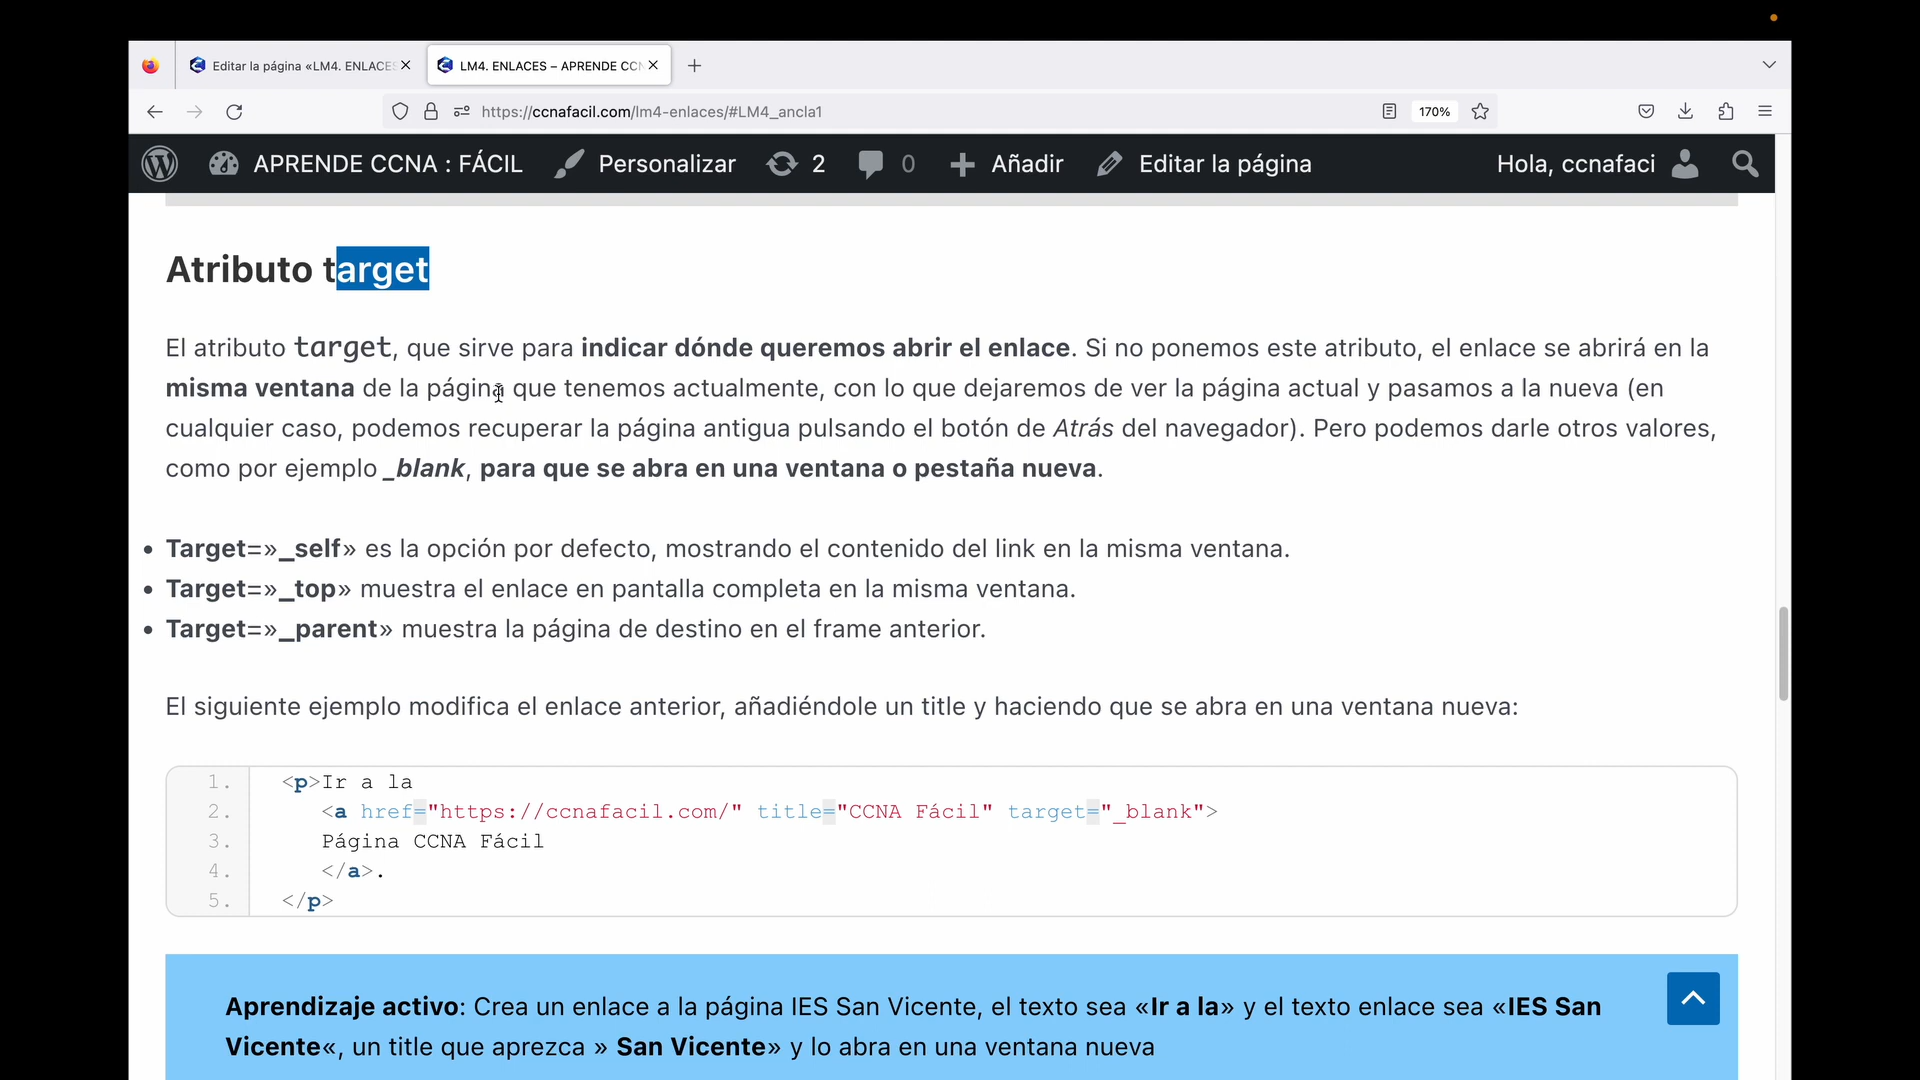 Editar la página «LM4. ENLACES
LM4. ENLACES – APRENDE CCN
https://ccnafacil.com/lm4-enlaces/#LM4_ancla1
170%
APRENDE CCNA : FÁCIL
Personalizar
2
0
Añadir
Editar la página
Hola, ccnafaci
Atributo target
El atributo target, que sirve para indicar dónde queremos abrir el enlace. Si no ponemos este atributo, el enlace se abrirá en la
misma ventana de la página que tenemos actualmente, con lo que dejaremos de ver la página actual y pasamos a la nueva (en
cualquier caso, podemos recuperar la página antigua pulsando el botón de Atrás del navegador). Pero podemos darle otros valores,
como por ejemplo _blank, para que se abra en una ventana o pestaña nueva.
• Target=»_self» es la opción por defecto, mostrando el contenido del link en la misma ventana.
• Target=»_top» muestra el enlace en pantalla completa en la misma ventana.
• Target=»_parent» muestra la página de destino en el frame anterior.
El siguiente ejemplo modifica el enlace anterior, añadiéndole un title y haciendo que se abra en una ventana nueva:
1. <p>Ir a la
2. <a href="https://ccnafacil.com/" title="CCNA Fácil" target="_blank">
3. Página CCNA Fácil
4. </a>.
5. </p>
Aprendizaje activo: Crea un enlace a la página IES San Vicente, el texto sea «Ir a la» y el texto enlace sea «IES San
Vicente«, un title que aprezca » San Vicente» y lo abra en una ventana nueva